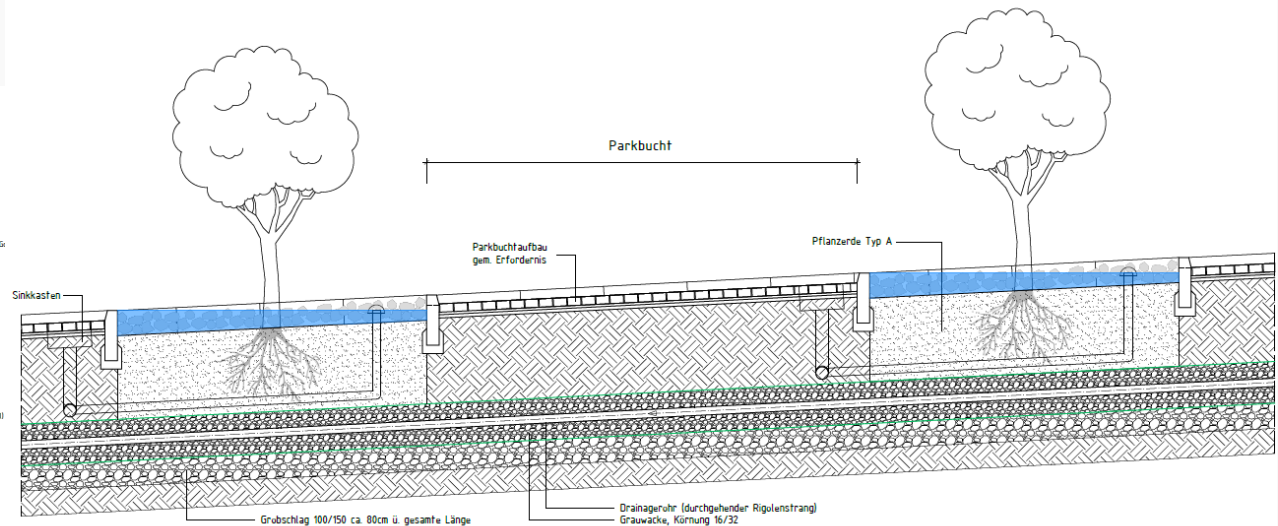 Parkbucht
Parkbuchtaufbau
gem. Erfordernis
Pflanzerde Typ A
Sinkkasten
Drainagerohr (durchgehender Rigolenstrang)
Grauwacke, Körnung 16/32
Grobschlag 100/150 ca. 80cm ü. gesamte Länge